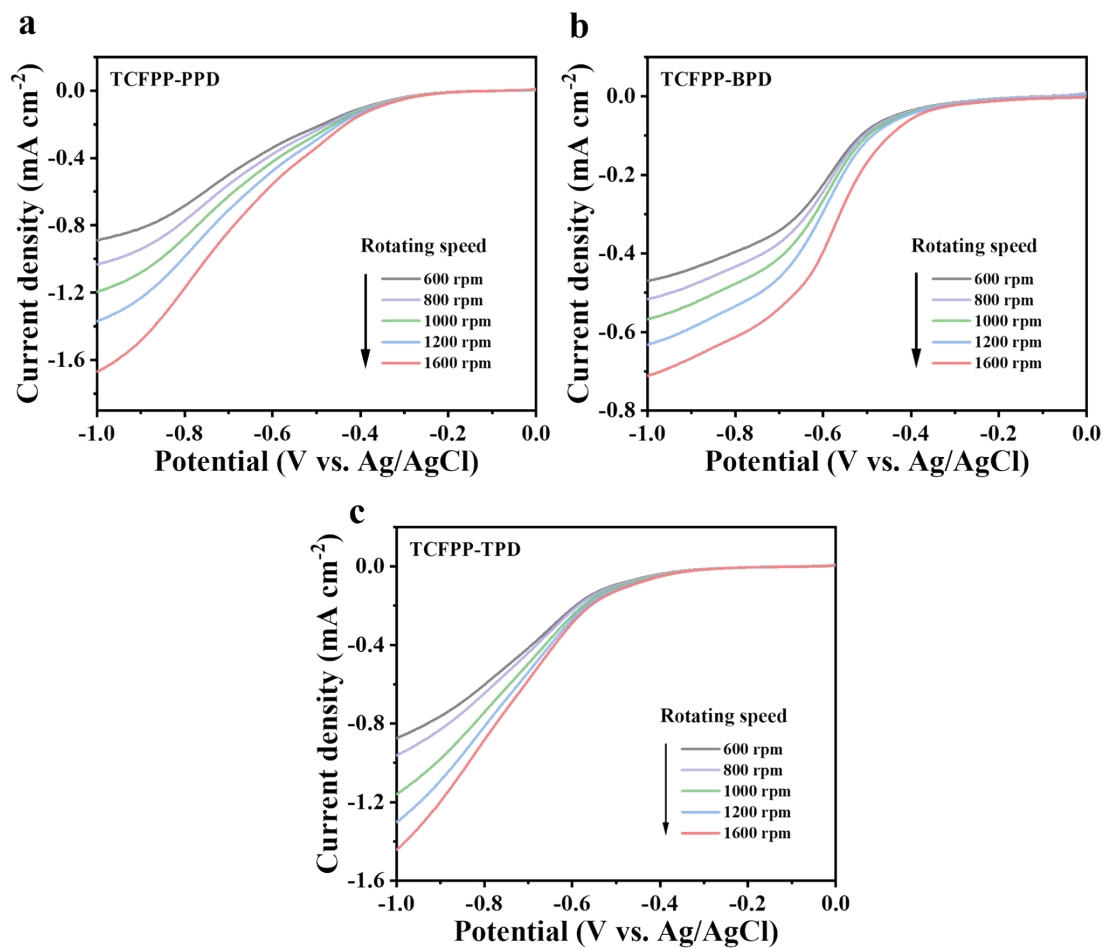 a
TCFPP-PPD
0.0
-0.4
-0.8
-1.2
-1.6
Current density (mA cm-2)
Rotating speed
600 rpm
800 rpm
1000 rpm
1200 rpm
1600 rpm
-1.0 -0.8 -0.6 -0.4 -0.2 0.0
Potential (V vs. Ag/AgCl)
b
TCFPP-BPD
0.0
-0.2
-0.4
-0.6
-0.8
Current density (mA cm-2)
Rotating speed
600 rpm
800 rpm
1000 rpm
1200 rpm
1600 rpm
-1.0 -0.8 -0.6 -0.4 -0.2 0.0
Potential (V vs. Ag/AgCl)
c
TCFPP-TPD
0.0
-0.4
-0.8
-1.2
-1.6
Current density (mA cm-2)
Rotating speed
600 rpm
800 rpm
1000 rpm
1200 rpm
1600 rpm
-1.0 -0.8 -0.6 -0.4 -0.2 0.0
Potential (V vs. Ag/AgCl)